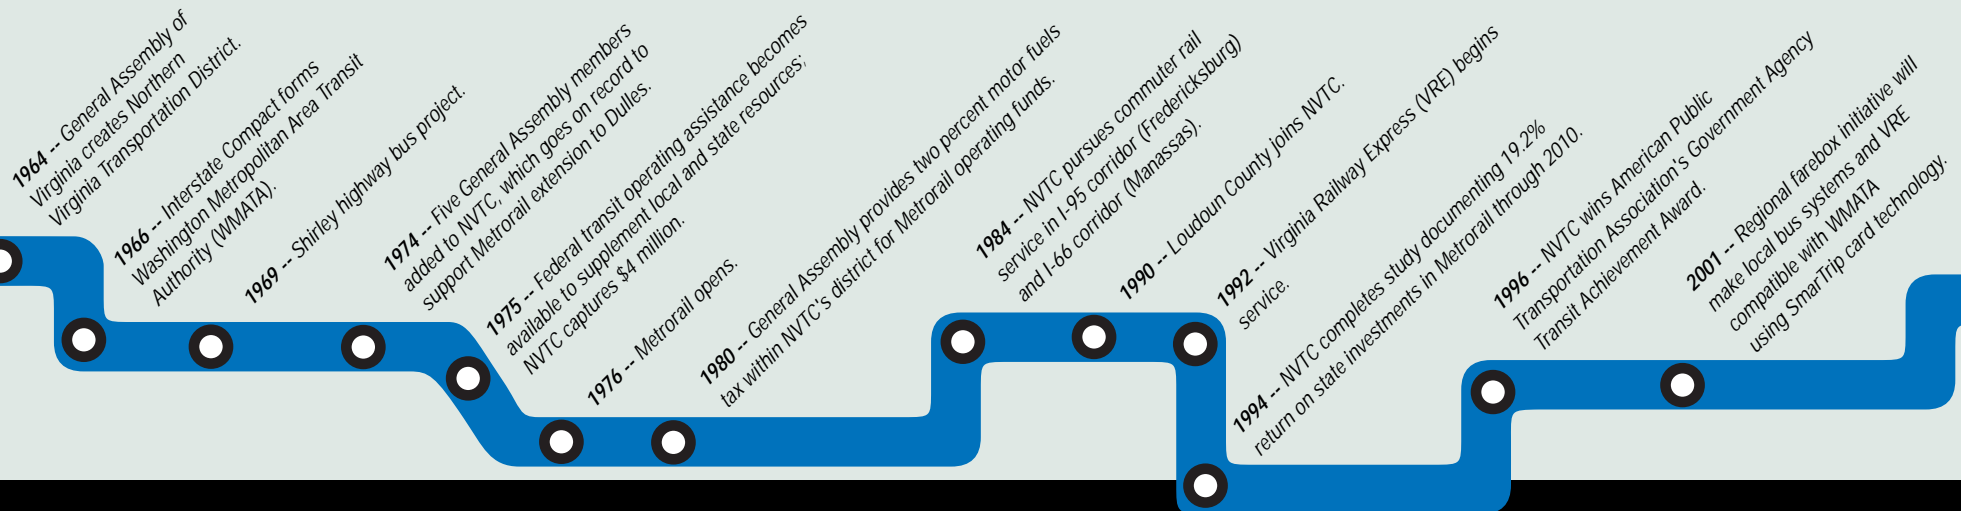 1964 -- General Assembly of
Virginia creates Northern
Virginia Transportation District.
1966 -- Interstate Compact forms
Washington Metropolitan Area Transit
Authority (WMATA).
1969 -- Shirley highway bus project.
1974 -- Five General Assembly members
added to NVTC, which goes on record to
support Metrorail extension to Dulles.
1975 -- Federal transit operating assistance becomes
available to supplement local and state resources;
NVTC captures $4 million.
1976 -- Metrorail opens.
1980 -- General Assembly provides two percent motor fuels
tax within NVTC's district for Metrorail operating funds.
1984 -- NVTC pursues commuter rail
service in I-95 corridor (Fredericksburg)
and I-66 corridor (Manassas).
1990 -- Loudoun County joins NVTC.
1992 -- Virginia Railway Express (VRE) begins
service.
1994 -- NVTC completes study documenting 19.2%
return on state investments in Metrorail through 2010.
1996 -- NVTC wins American Public
Transportation Association's Government Agency
Transit Achievement Award.
2001 -- Regional farebox initiative will
make local bus systems and VRE
compatible with WMATA
using SmarTrip card technology.